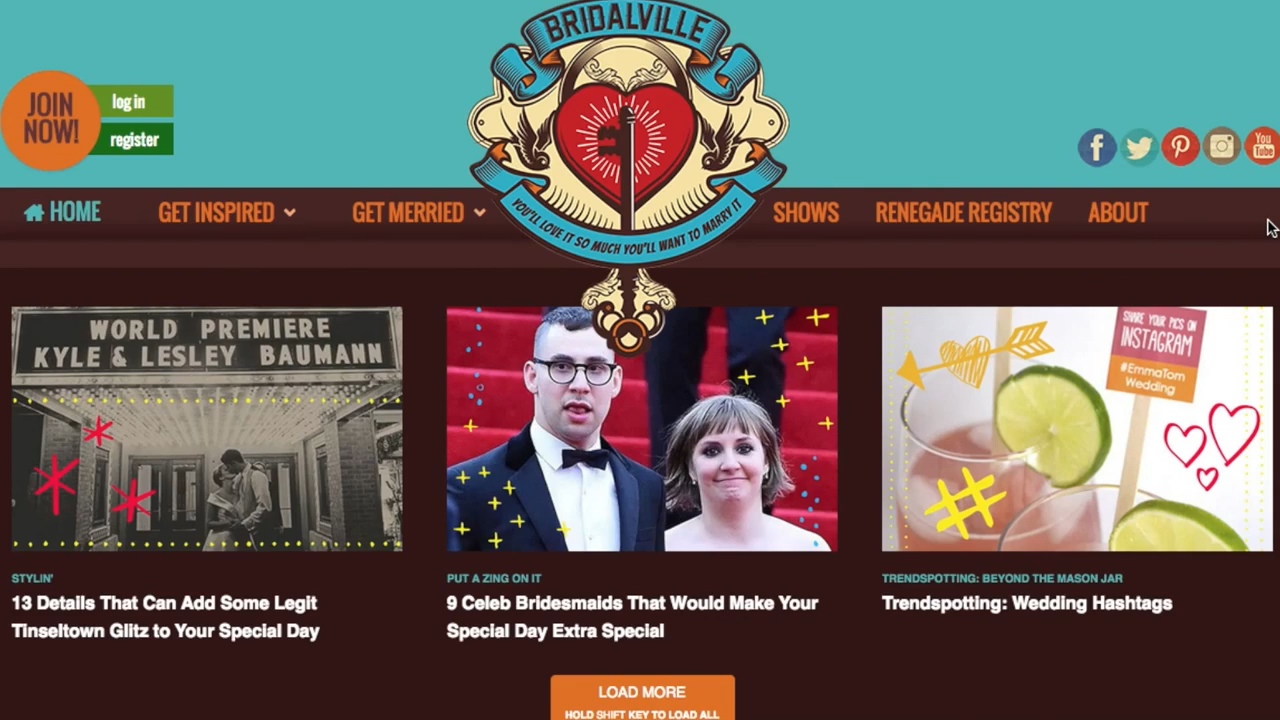 BRIDALVILLE
JOIN
NOW!
log in
register
You
Tube
YOU'LL LOVE IT SO MUCH YOU'LL WANT TO MARRY IT
HOME
GET INSPIRED
GET MERRIED
SHOWS
RENEGADE REGISTRY
ABOUT
WORLD PREMIERE
KYLE & LESLEY BAUMANN
SHARE YOUR PICS ON
INSTAGRAM
#EmmaTom
Wedding
#
STYLIN'
13 Details That Can Add Some Legit
Tinseltown Glitz to Your Special Day
PUT A ZING ON IT
9 Celeb Bridesmaids That Would Make Your
Special Day Extra Special
TRENDSPOTTING: BEYOND THE MASON JAR
Trendspotting: Wedding Hashtags
LOAD MORE
HOLD SHIFT KEY TO LOAD ALL